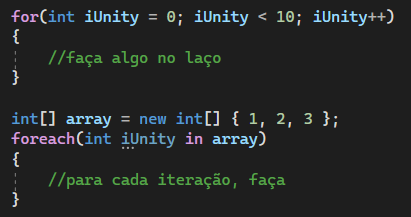 for(int iUnity = 0; iUnity < 10; iUnity++)
{
    //faça algo no laço
}

int[] array = new int[] { 1, 2, 3 };
foreach(int iUnity in array)
{
    //para cada iteração, faça
}